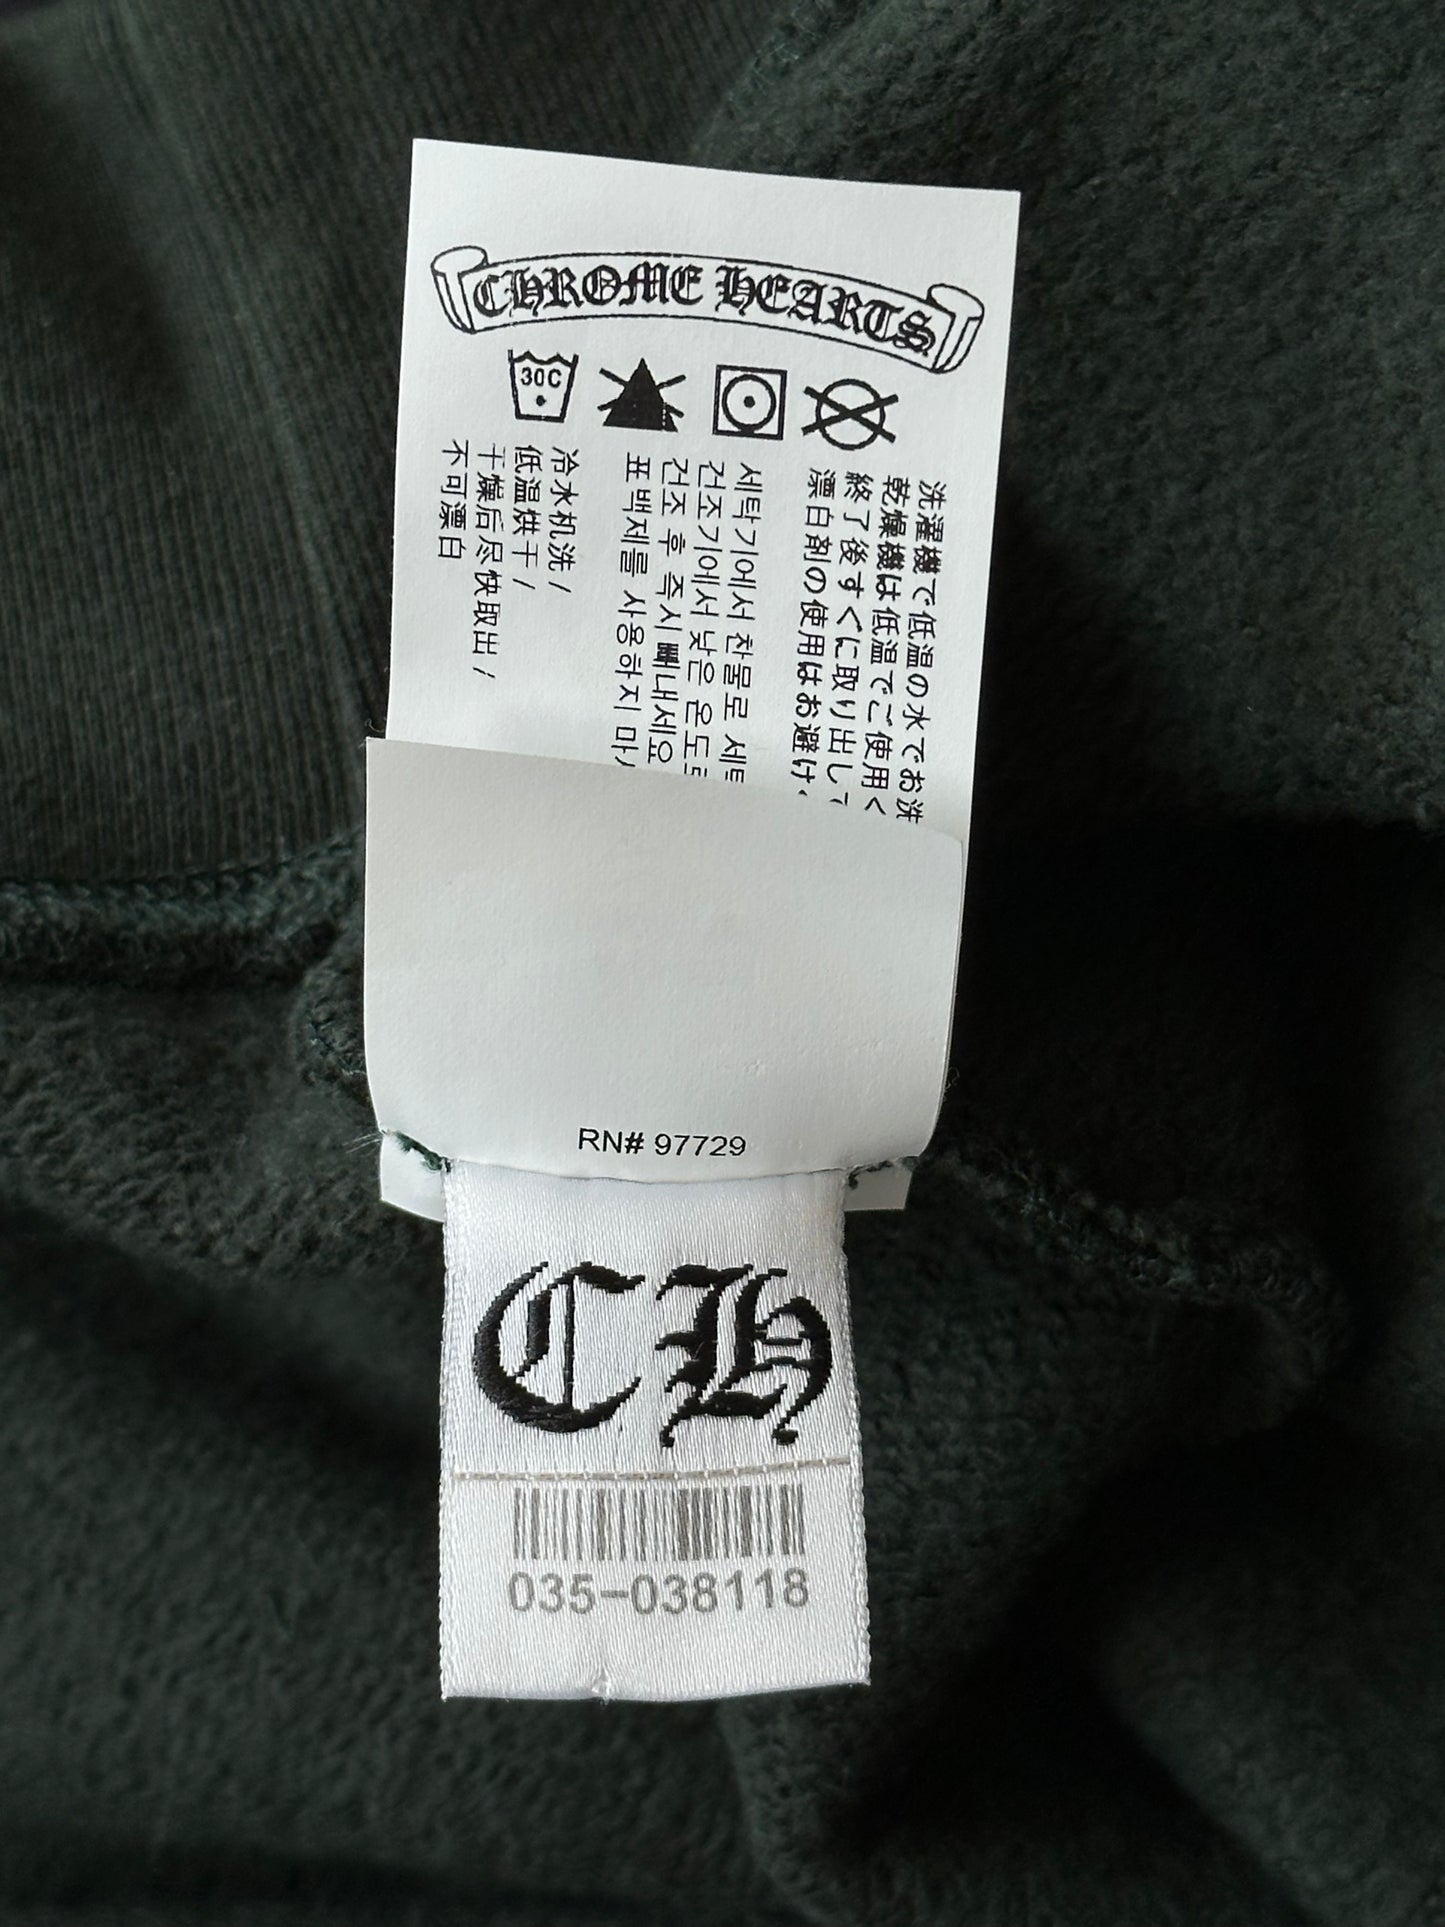 CHROME HEARTS
30C
洗濯機で低温の水でお洗
乾燥機は低温でご使用く
終了後すぐに取り出して
漂白剤の使用はお避け
세탁기에서 찬물로 세탁
건조기에서 낮은 온도로
건조 후 즉시 빼내세요
표백제를 사용하지 마
冷水机洗/
低温烘干/
干燥后尽快取出/
不可漂白
RN# 97729
CH
035-038118